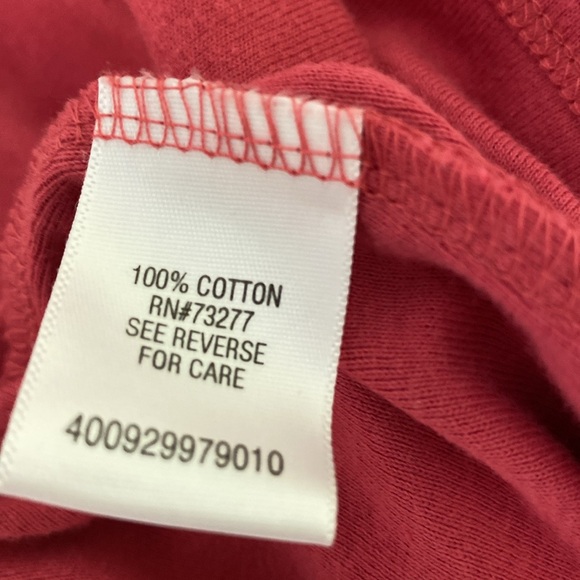 100% COTTON
RN#73277
SEE REVERSE
FOR CARE
400929979010